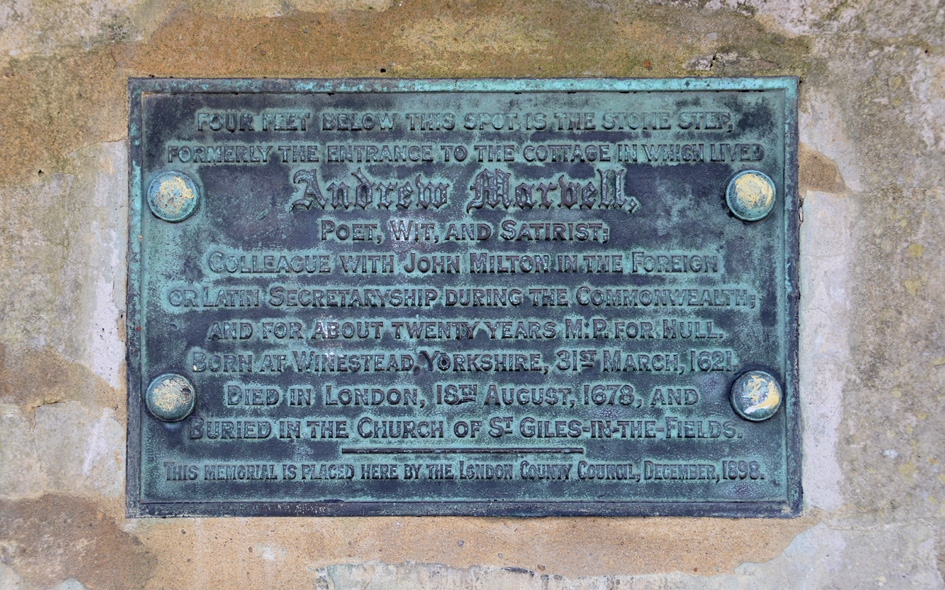 FOUR FEET BELOW THIS SPOT IS THE STONE STEP,
FORMERLY THE ENTRANCE TO THE COTTAGE IN WHICH LIVED
Andrew Marvell,
POET, WIT, AND SATIRIST;
COLLEAGUE WITH JOHN MILTON IN THE FOREIGN
OR LATIN SECRETARYSHIP DURING THE COMMONWEALTH;
AND FOR ABOUT TWENTY YEARS M.P. FOR HULL.
BORN AT WINESTEAD, YORKSHIRE, 31ST MARCH, 1621.
DIED IN LONDON, 18TH AUGUST, 1678, AND
BURIED IN THE CHURCH OF ST GILES-IN-THE-FIELDS.
THIS MEMORIAL IS PLACED HERE BY THE LONDON COUNTY COUNCIL, DECEMBER, 1898.